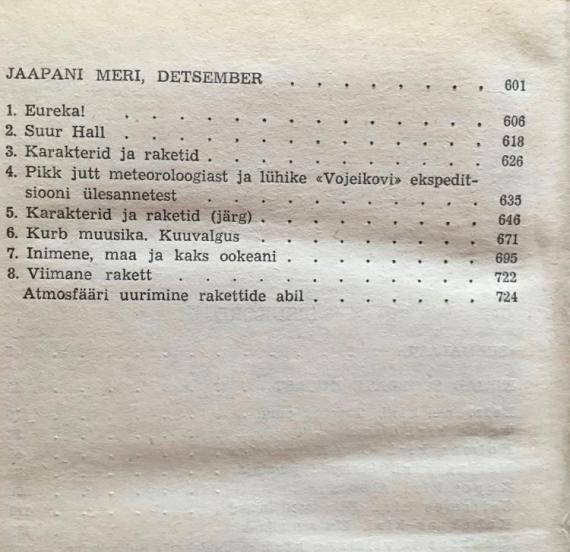 JAAPANI MERI, DETSEMBER . . . . . . . . 601
1. Eureka! . . . . . . . . . . . . . . 606
2. Suur Hall . . . . . . . . . . . . . 618
3. Karakterid ja raketid . . . . . . . . . . 626
4. Pikk jutt meteoroloogiast ja lühike «Vojeikovi» ekspedit-
siooni ülesannetest . . . . . . . . . . 635
5. Karakterid ja raketid (järg) . . . . . . . . 646
6. Kurb muusika. Kuuvalgus . . . . . . . . 671
7. Inimene, maa ja kaks ookeani . . . . . . . 695
8. Viimane rakett . . . . . . . . . . . 722
Atmosfääri uurimine rakettide abil . . . . . . 724